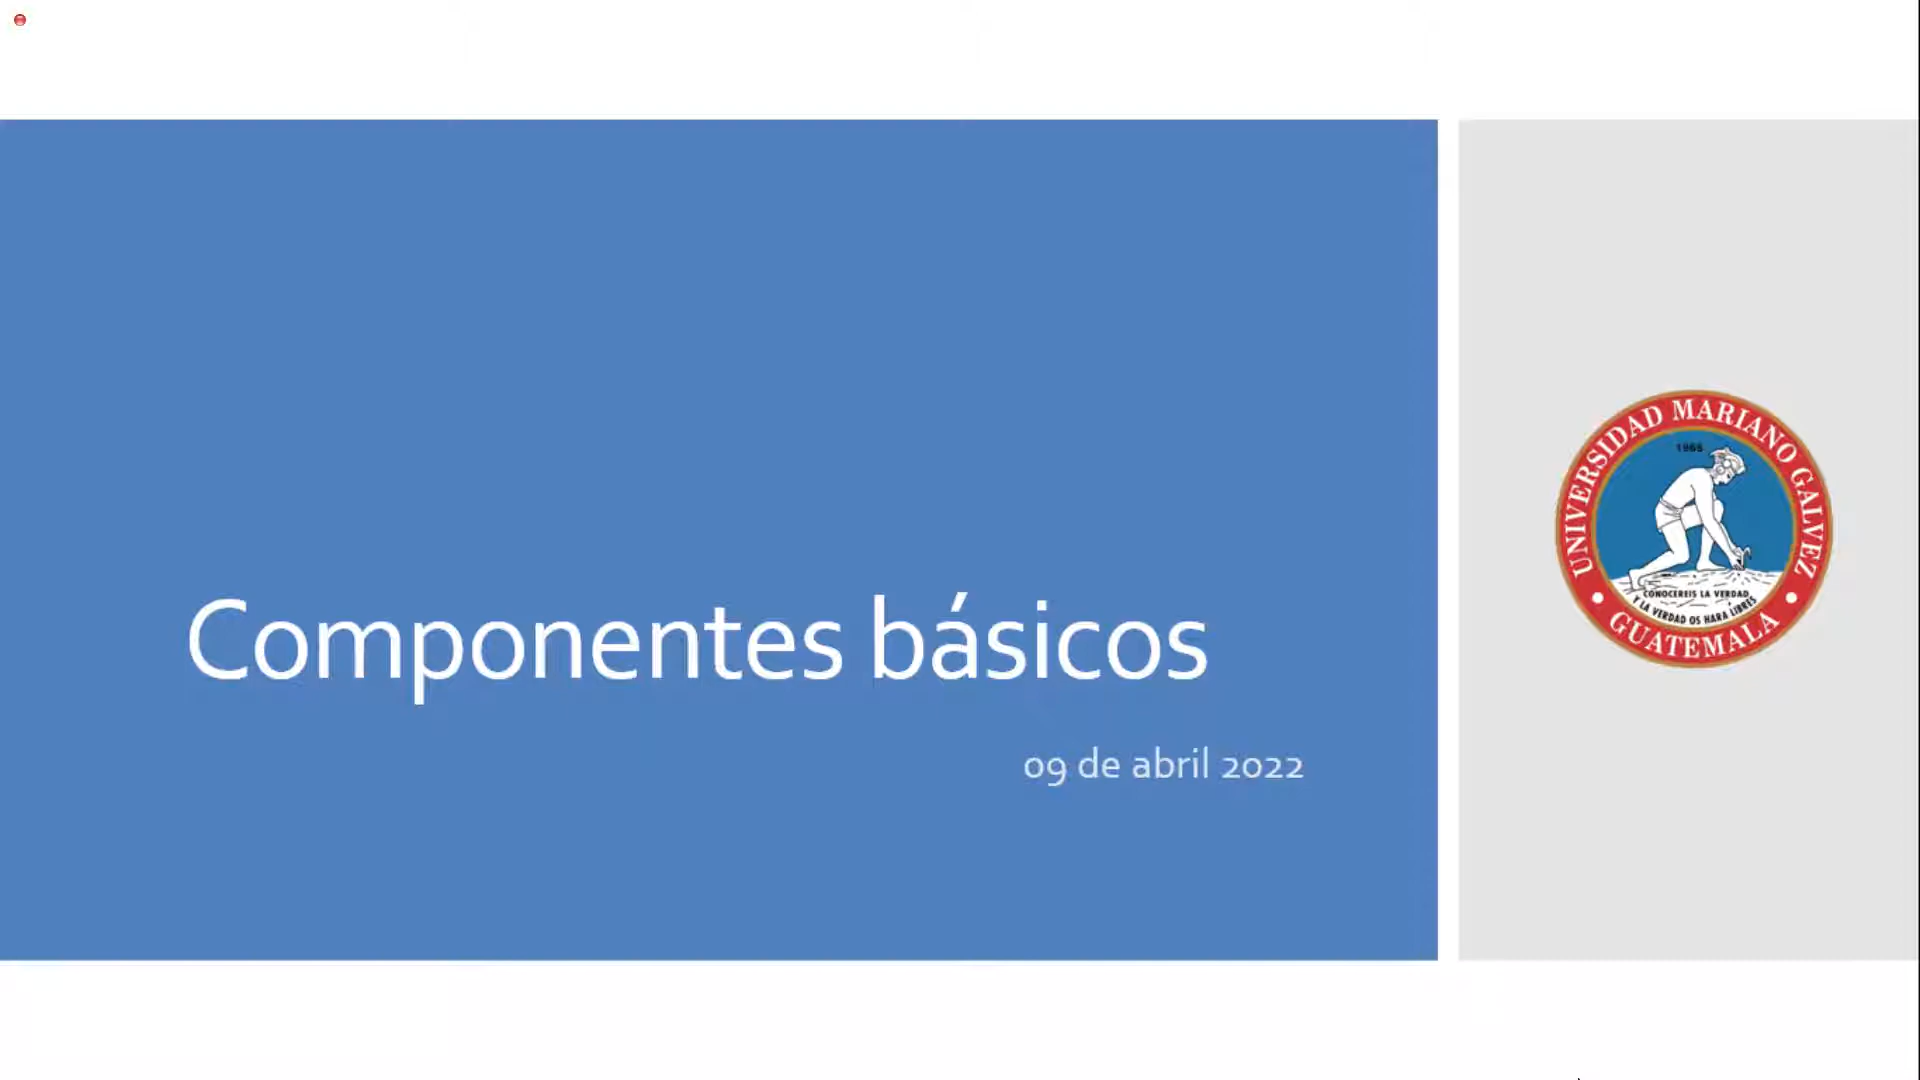 Componentes básicos
09 de abril 2022
UNIVERSIDAD MARIANO GALVEZ
1966
CONOCEREIS LA VERDAD
Y LA VERDAD OS HARA LIBRES
GUATEMALA